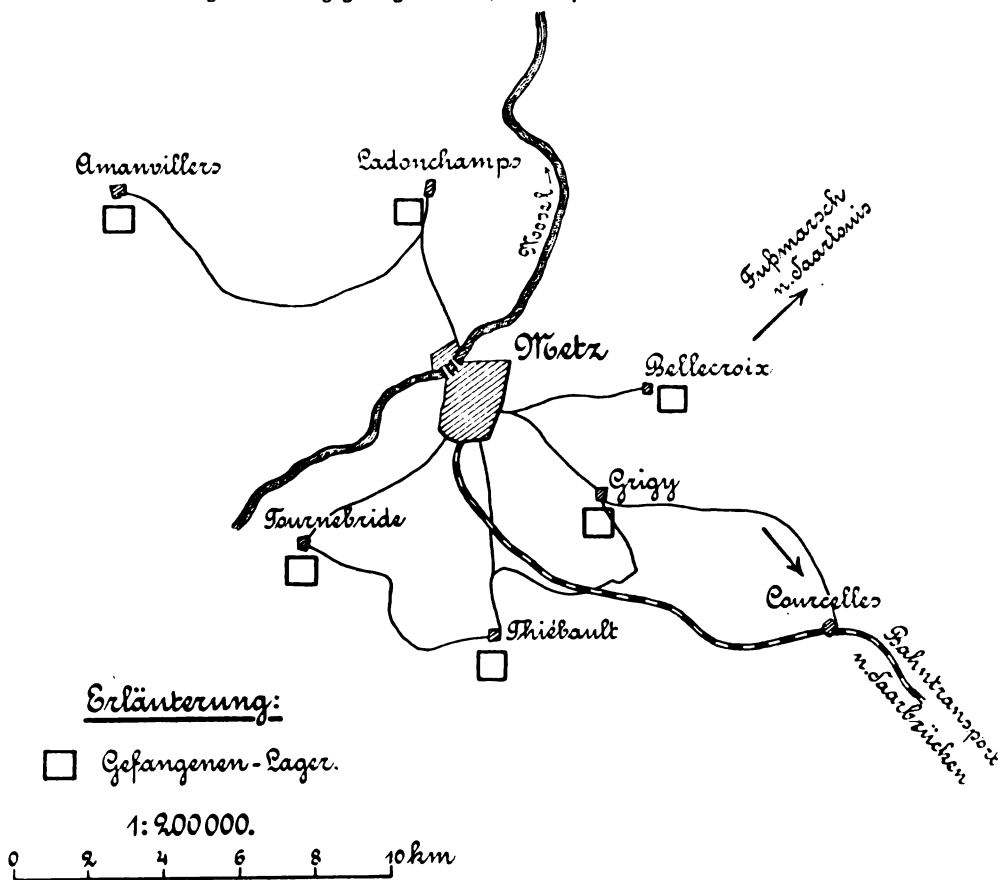 Amanvillers
Ladonchamps
Mosel
Fußmarsch
n. Saarlouis
Metz
Bellecroix
Grigy
Tournebride
Courcelles
Thiébault
Bahntransport
n. Saarbrücken
Erläuterung:
Gefangenen-Lager.
1:200000.
0 2 4 6 8 10 km